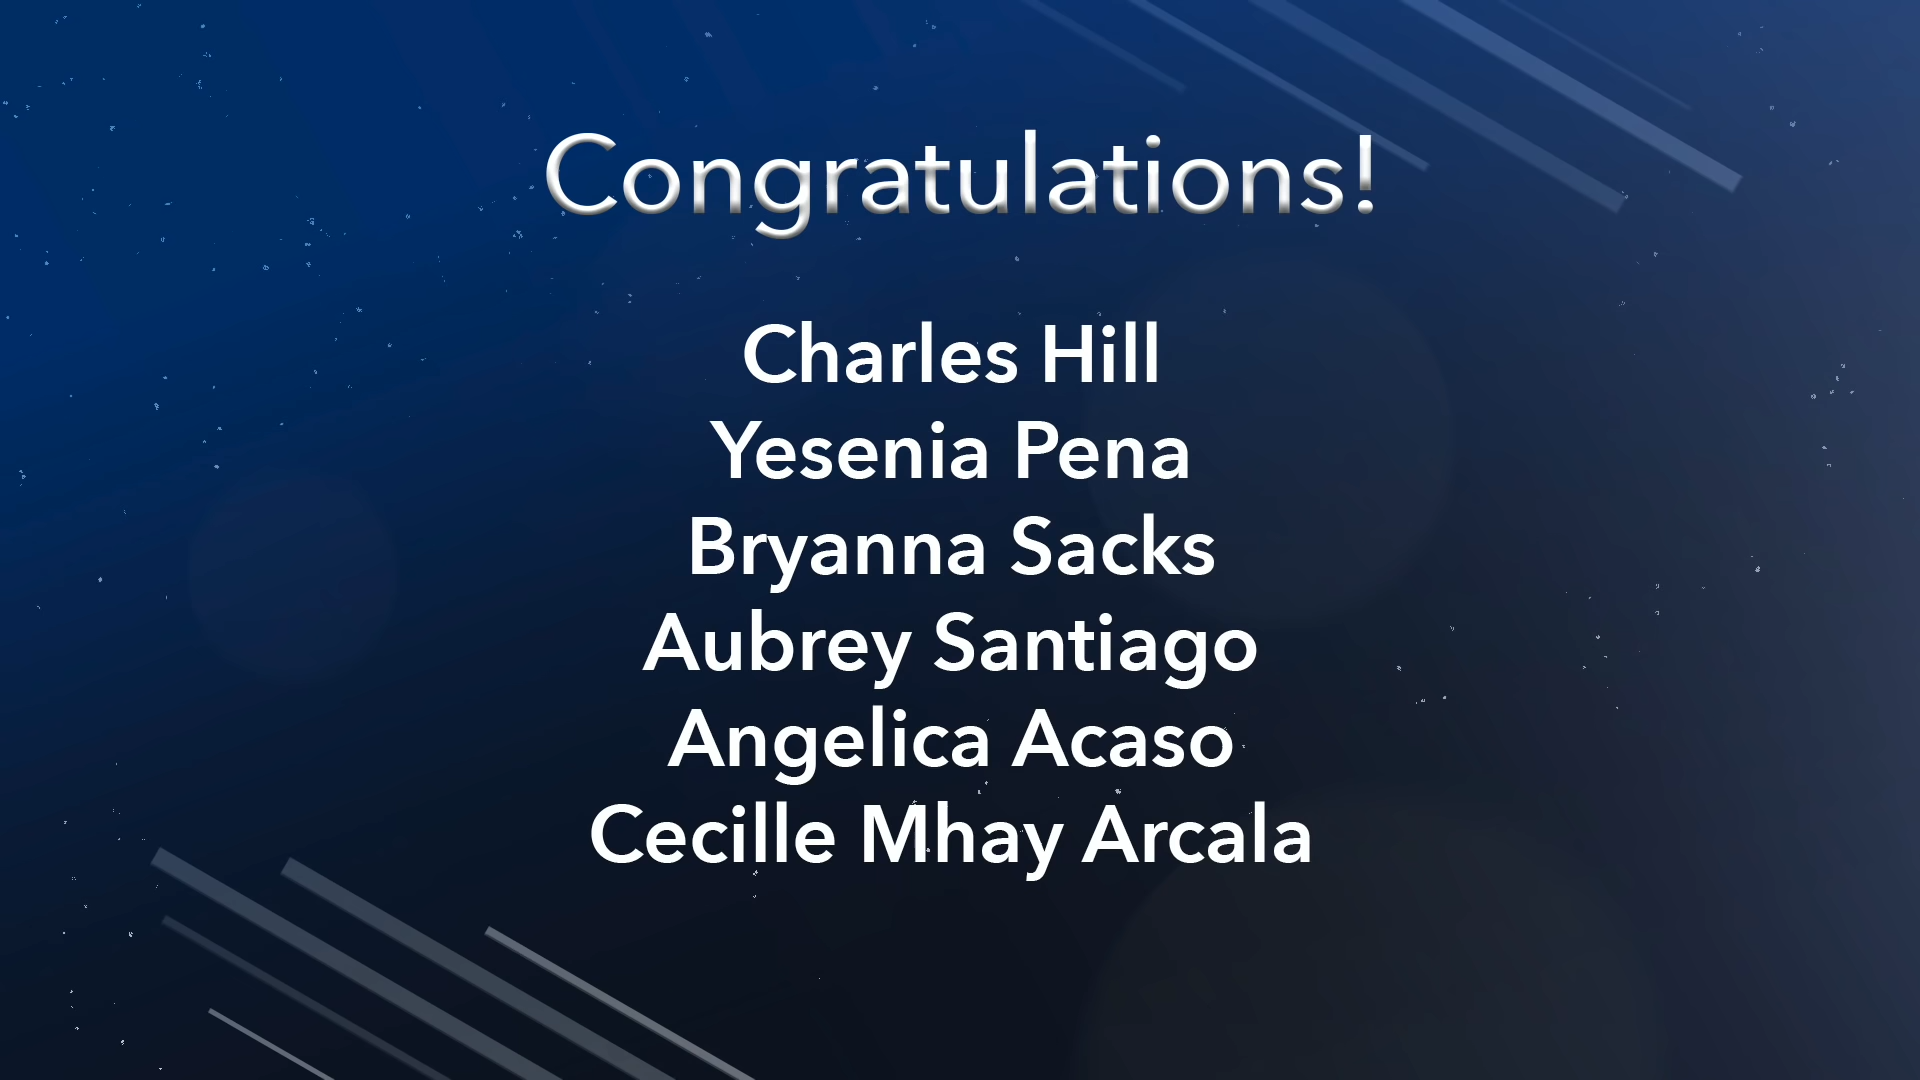 Congratulations!
Charles Hill
Yesenia Pena
Bryanna Sacks
Aubrey Santiago
Angelica Acaso
Cecille Mhay Arcala